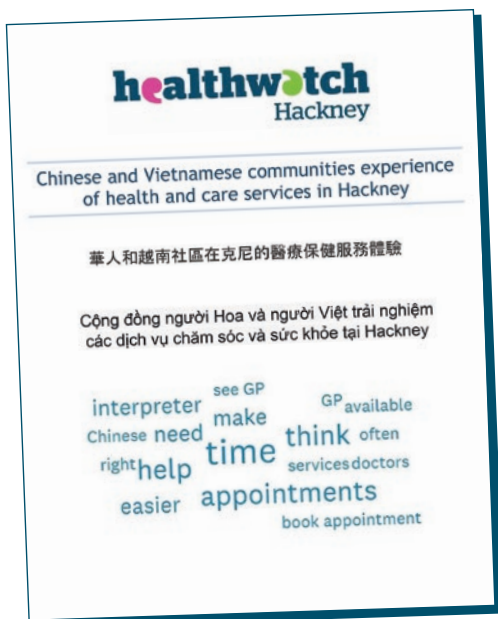 healthwatch
Hackney
Chinese and Vietnamese communities experience
of health and care services in Hackney
華人和越南社區在克尼的醫療保健服務體驗
Cộng đồng người Hoa và người Việt trải nghiệm
các dịch vụ chăm sóc và sức khỏe tại Hackney
see GP
interpreter make GP available
Chinese need think often
right help time services doctors
easier appointments
book appointment